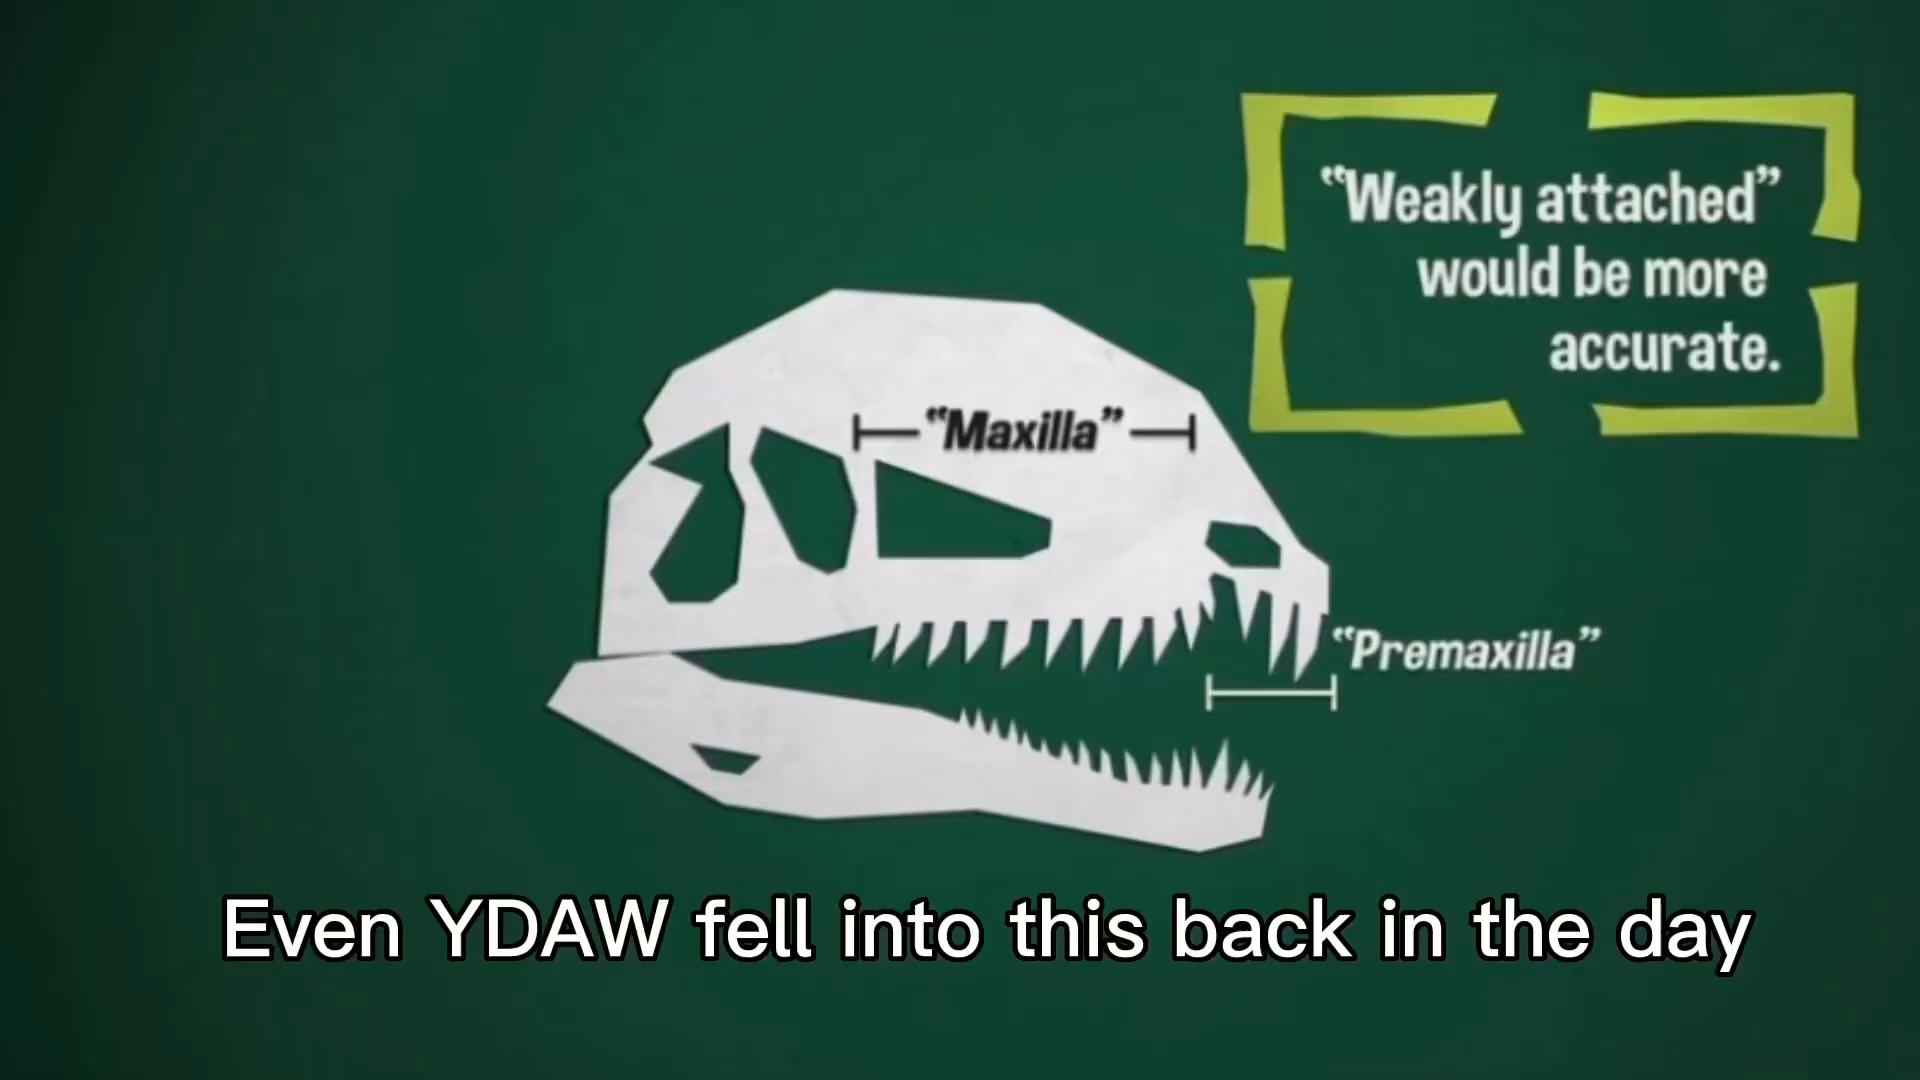 “Weakly attached”
would be more
accurate.
“Maxilla”
“Premaxilla”
Even YDAW fell into this back in the day